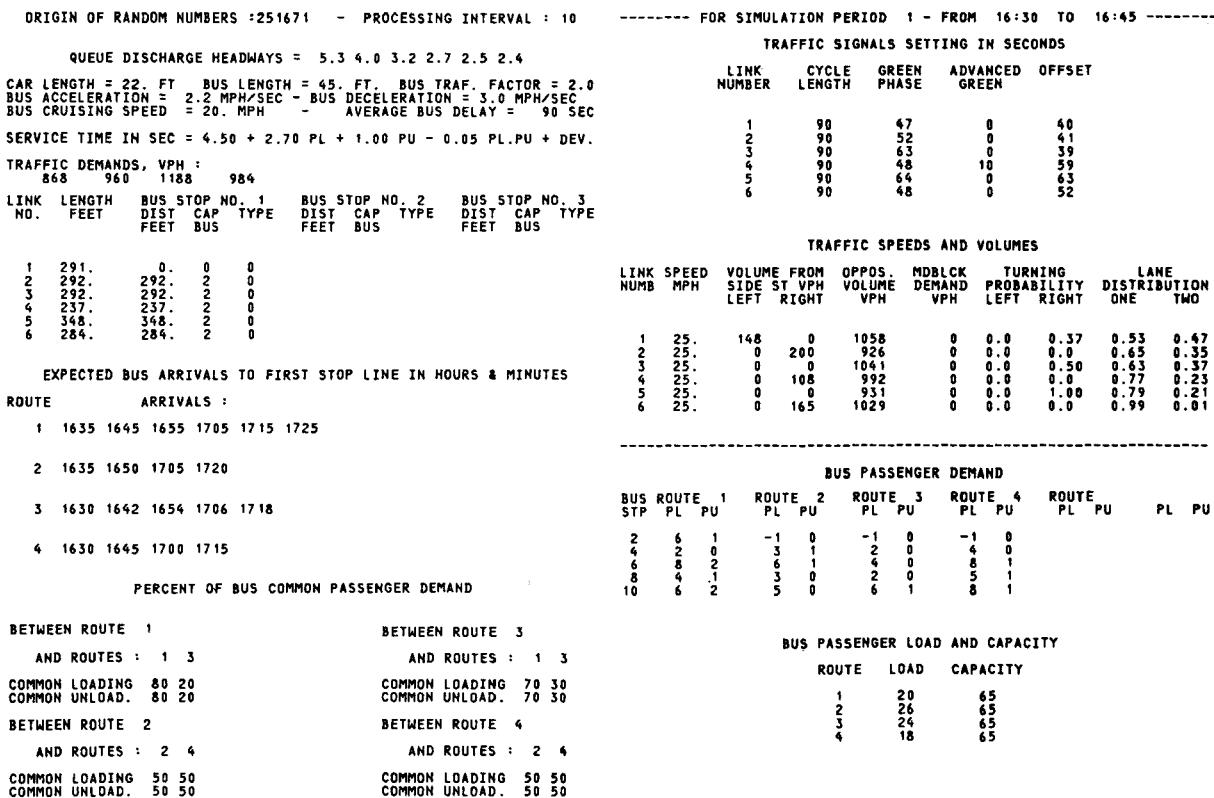 ORIGIN OF RANDOM NUMBERS :251671 - PROCESSING INTERVAL : 10
QUEUE DISCHARGE HEADWAYS = 5.3 4.0 3.2 2.7 2.5 2.4
CAR LENGTH = 22. FT BUS LENGTH = 45. FT. BUS TRAF. FACTOR = 2.0
BUS ACCELERATION = 2.2 MPH/SEC - BUS DECELERATION = 3.0 MPH/SEC
BUS CRUISING SPEED = 20. MPH - AVERAGE BUS DELAY = 90 SEC
SERVICE TIME IN SEC = 4.50 + 2.70 PL + 1.00 PU - 0.05 PL.PU + DEV.
TRAFFIC DEMANDS, VPH :
868 960 1188 984
LINK LENGTH BUS STOP NO. 1 BUS STOP NO. 2 BUS STOP NO. 3
NO. FEET DIST CAP TYPE DIST CAP TYPE DIST CAP TYPE
FEET BUS FEET BUS FEET BUS
1 291. 0. 0 0
2 292. 292. 2 0
3 292. 292. 2 0
4 237. 237. 2 0
5 348. 348. 2 0
6 284. 284. 2 0
EXPECTED BUS ARRIVALS TO FIRST STOP LINE IN HOURS & MINUTES
ROUTE ARRIVALS :
1 1635 1645 1655 1705 1715 1725
2 1635 1650 1705 1720
3 1630 1642 1654 1706 1718
4 1630 1645 1700 1715
PERCENT OF BUS COMMON PASSENGER DEMAND
BETWEEN ROUTE 1 BETWEEN ROUTE 3
AND ROUTES : 1 3 AND ROUTES : 1 3
COMMON LOADING 80 20 COMMON LOADING 70 30
COMMON UNLOAD. 80 20 COMMON UNLOAD. 70 30
BETWEEN ROUTE 2 BETWEEN ROUTE 4
AND ROUTES : 2 4 AND ROUTES : 2 4
COMMON LOADING 50 50 COMMON LOADING 50 50
COMMON UNLOAD. 50 50 COMMON UNLOAD. 50 50
-------- FOR SIMULATION PERIOD 1 - FROM 16:30 TO 16:45 --------
TRAFFIC SIGNALS SETTING IN SECONDS
LINK CYCLE GREEN ADVANCED OFFSET
NUMBER LENGTH PHASE GREEN
1 90 47 0 40
2 90 52 0 41
3 90 63 0 39
4 90 48 10 59
5 90 64 0 63
6 90 48 0 52
TRAFFIC SPEEDS AND VOLUMES
LINK SPEED VOLUME FROM OPPOS. MDBLCK TURNING LANE
NUMB MPH SIDE ST VPH VOLUME DEMAND PROBABILITY DISTRIBUTION
LEFT RIGHT VPH VPH LEFT RIGHT ONE TWO
1 25. 148 0 1058 0 0.0 0.37 0.53 0.47
2 25. 0 200 926 0 0.0 0.0 0.65 0.35
3 25. 0 0 1041 0 0.0 0.50 0.63 0.37
4 25. 0 108 992 0 0.0 0.0 0.77 0.23
5 25. 0 0 931 0 0.0 1.00 0.79 0.21
6 25. 0 165 1029 0 0.0 0.0 0.99 0.01
BUS PASSENGER DEMAND
BUS ROUTE 1 ROUTE 2 ROUTE 3 ROUTE 4 ROUTE
STP PL PU PL PU PL PU PL PU PL PU PL PU
2 6 1 -1 0 -1 0 -1 0
4 2 0 3 1 2 0 4 0
6 8 2 6 1 4 0 8 1
8 4 1 3 0 2 0 5 1
10 6 2 5 0 6 1 8 1
BUS PASSENGER LOAD AND CAPACITY
ROUTE LOAD CAPACITY
1 20 65
2 26 65
3 24 65
4 18 65